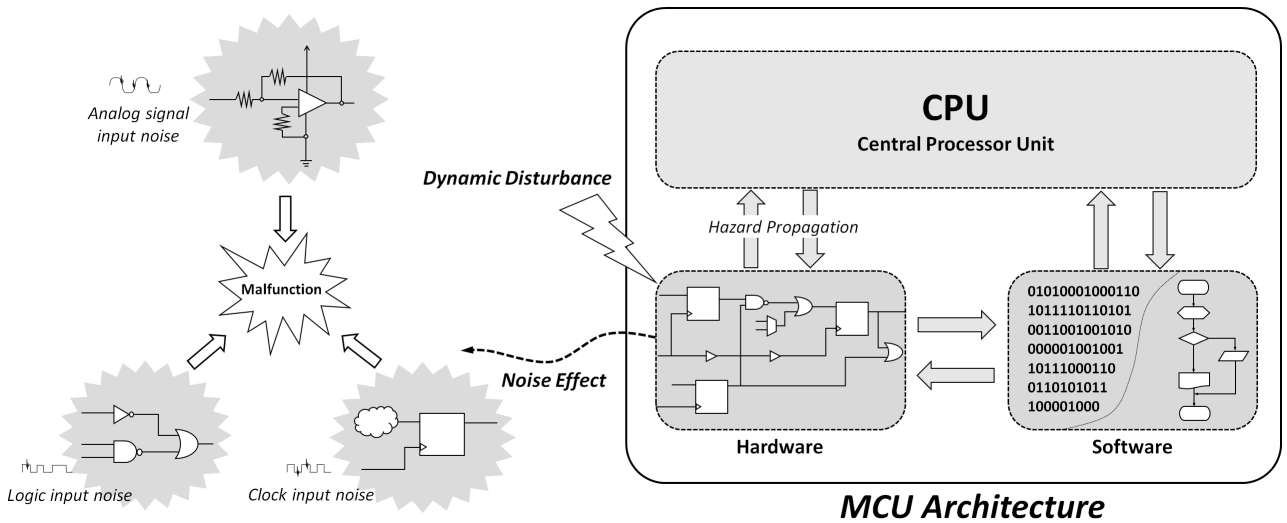 Analog signal
input noise
Malfunction
Logic input noise
Clock input noise
Dynamic Disturbance
Noise Effect
CPU
Central Processor Unit
Hazard Propagation
Hardware
01010001000110
1011110110101
0011001001010
000001001001
10111000110
0110101011
100001000
Software
MCU Architecture